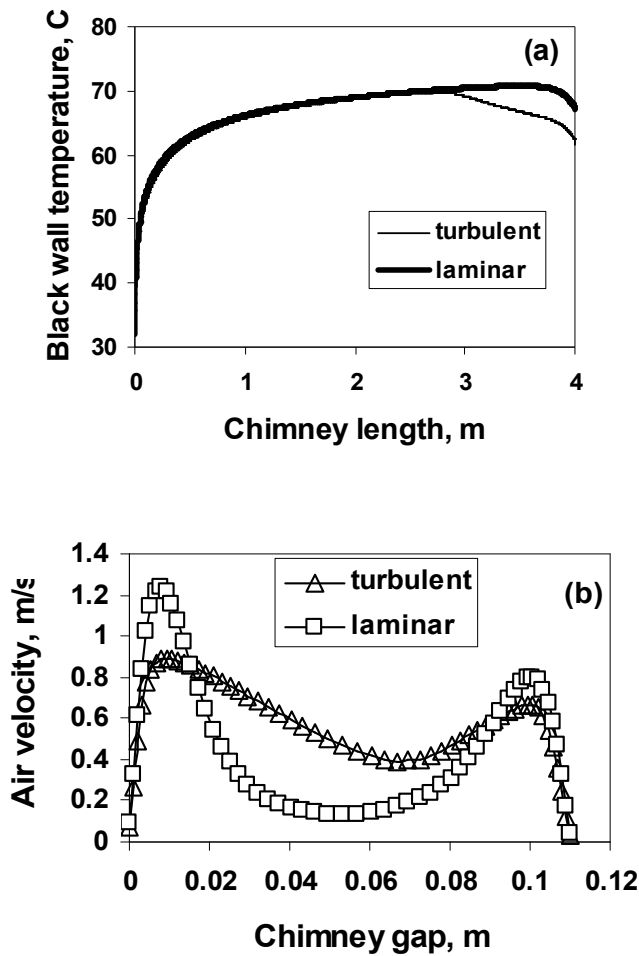 80
(a)
70
60
50
40
30
Black wall temperature, C
turbulent
laminar
0 1 2 3 4
Chimney length, m
1.4
1.2
1
0.8
0.6
0.4
0.2
0
Air velocity, m/s
turbulent
laminar
(b)
0 0.02 0.04 0.06 0.08 0.1 0.12
Chimney gap, m